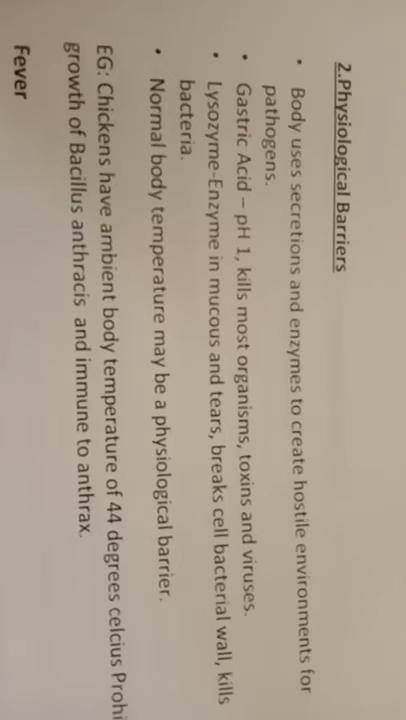 2.Physiological Barriers
• Body uses secretions and enzymes to create hostile environments for
pathogens.
• Gastric Acid – pH 1, kills most organisms, toxins and viruses.
• Lysozyme-Enzyme in mucous and tears, breaks cell bacterial wall, kills
bacteria.
• Normal body temperature may be a physiological barrier.
EG: Chickens have ambient body temperature of 44 degrees celcius Prohi
growth of Bacillus anthracis and immune to anthrax.
Fever